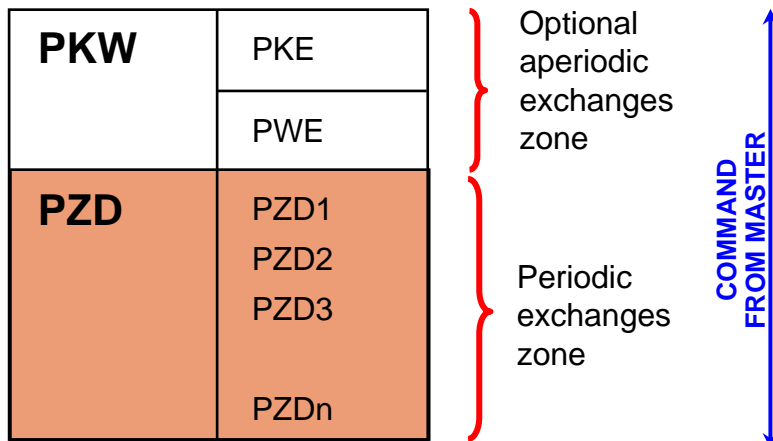 PKW
PKE
PWE
Optional
aperiodic
exchanges
zone
PZD
PZD1
PZD2
PZD3
PZDn
Periodic
exchanges
zone
COMMAND
FROM MASTER